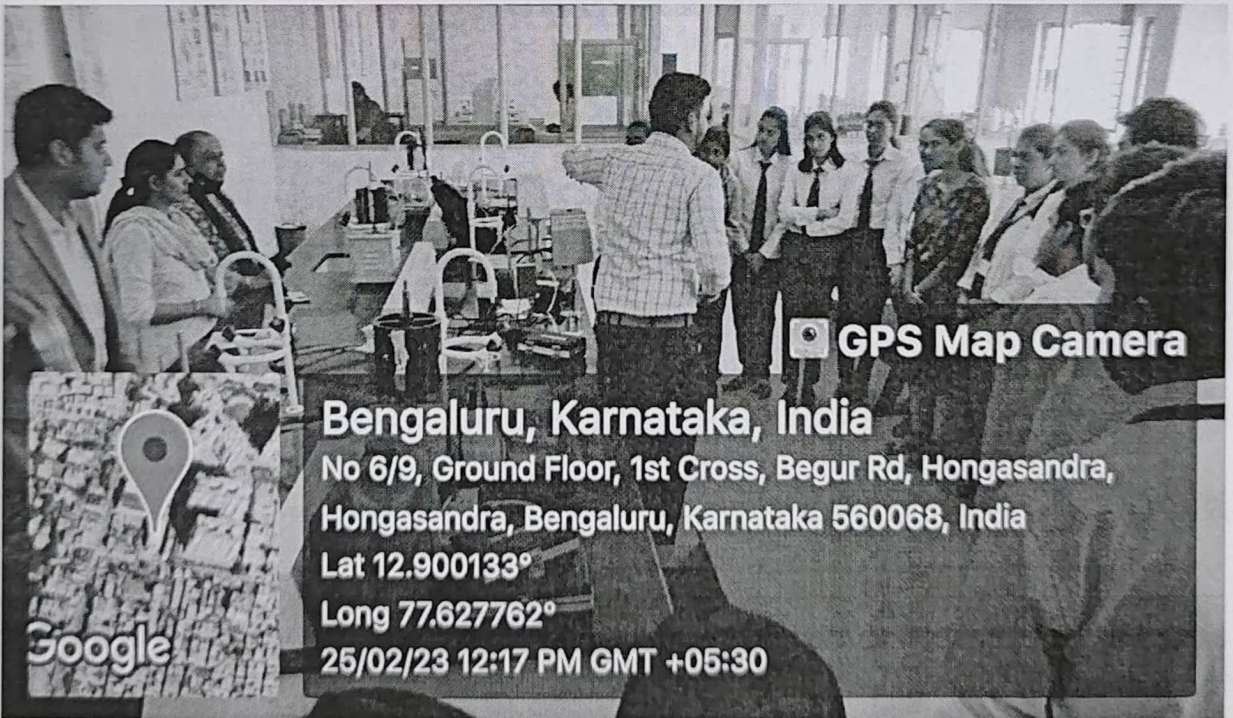 GPS Map Camera
Bengaluru, Karnataka, India
No 6/9, Ground Floor, 1st Cross, Begur Rd, Hongasandra,
Hongasandra, Bengaluru, Karnataka 560068, India
Lat 12.900133°
Long 77.627762°
25/02/23 12:17 PM GMT +05:30
Google